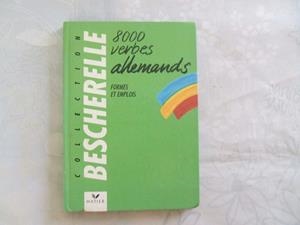 COLLECTION
BESCHERELLE
8000
verbes
allemands
FORMES
ET EMPLOIS
HATIER